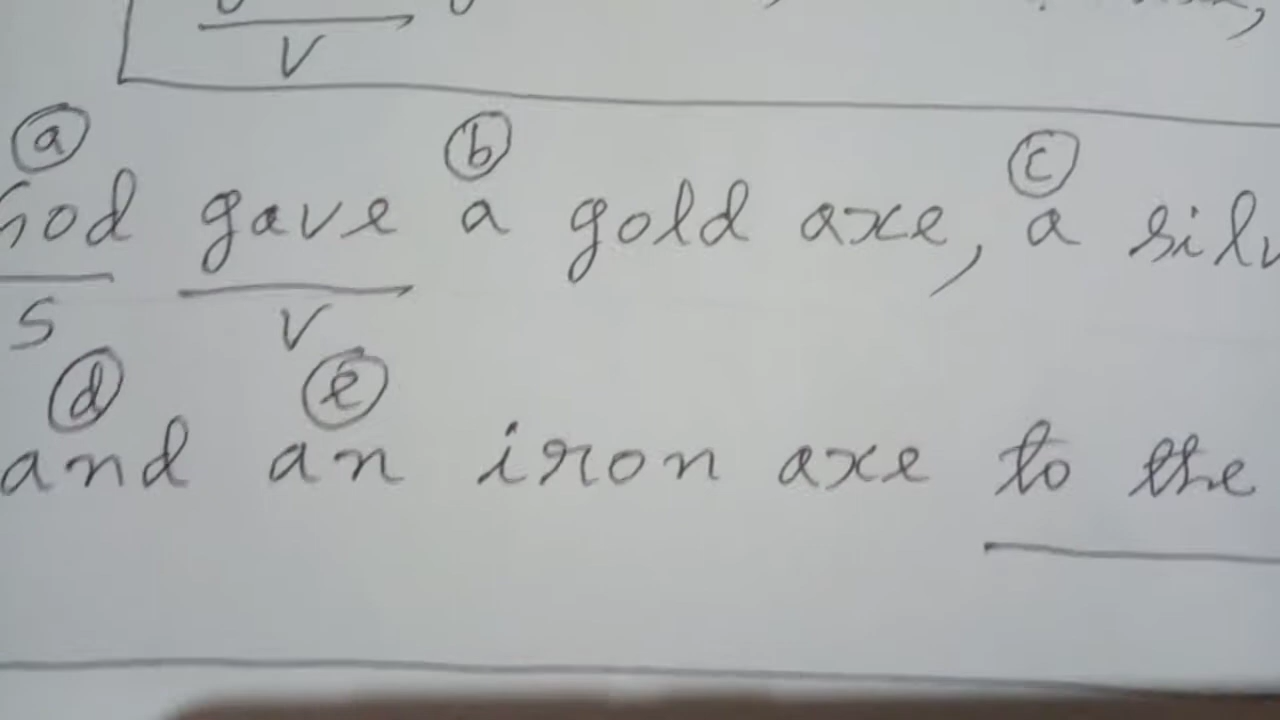 V
a b c
God gave a gold axe, a silv
S V
d e
and an iron axe to the